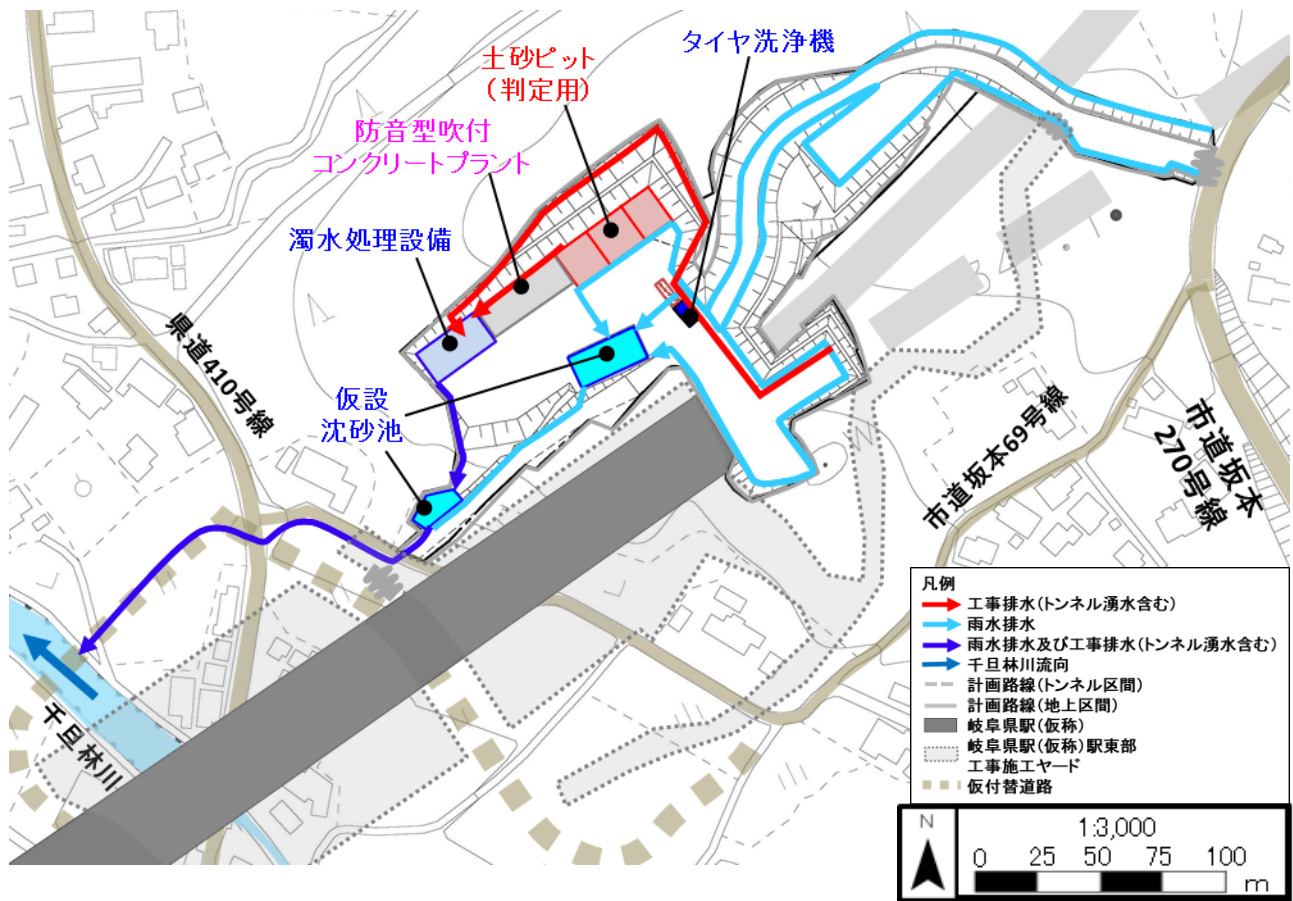 タイヤ洗浄機
土砂ピット
（判定用）
防音型吹付
コンクリートプラント
濁水処理設備
県道410号線
仮設
沈砂池
市道坂本69号線
市道坂本
270号線
千旦林川
凡例
工事排水(トンネル湧水含む)
雨水排水
雨水排水及び工事排水(トンネル湧水含む)
千旦林川流向
計画路線(トンネル区間)
計画路線(地上区間)
岐阜県駅(仮称)
岐阜県駅(仮称)駅東部
工事施工ヤード
仮付替道路
N
1:3,000
0 25 50 75 100
m